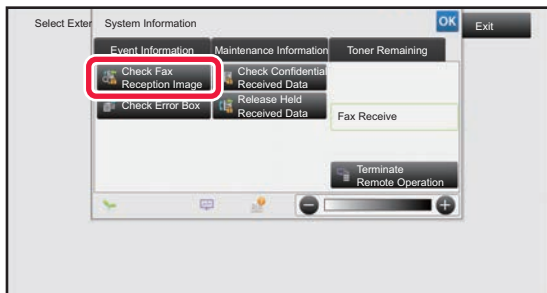 Select Exter
System Information
OK
Exit
Event Information
Maintenance Information
Toner Remaining
Check Fax
Reception Image
Check Confidential
Received Data
Check Error Box
Release Held
Received Data
Fax Receive
Terminate
Remote Operation